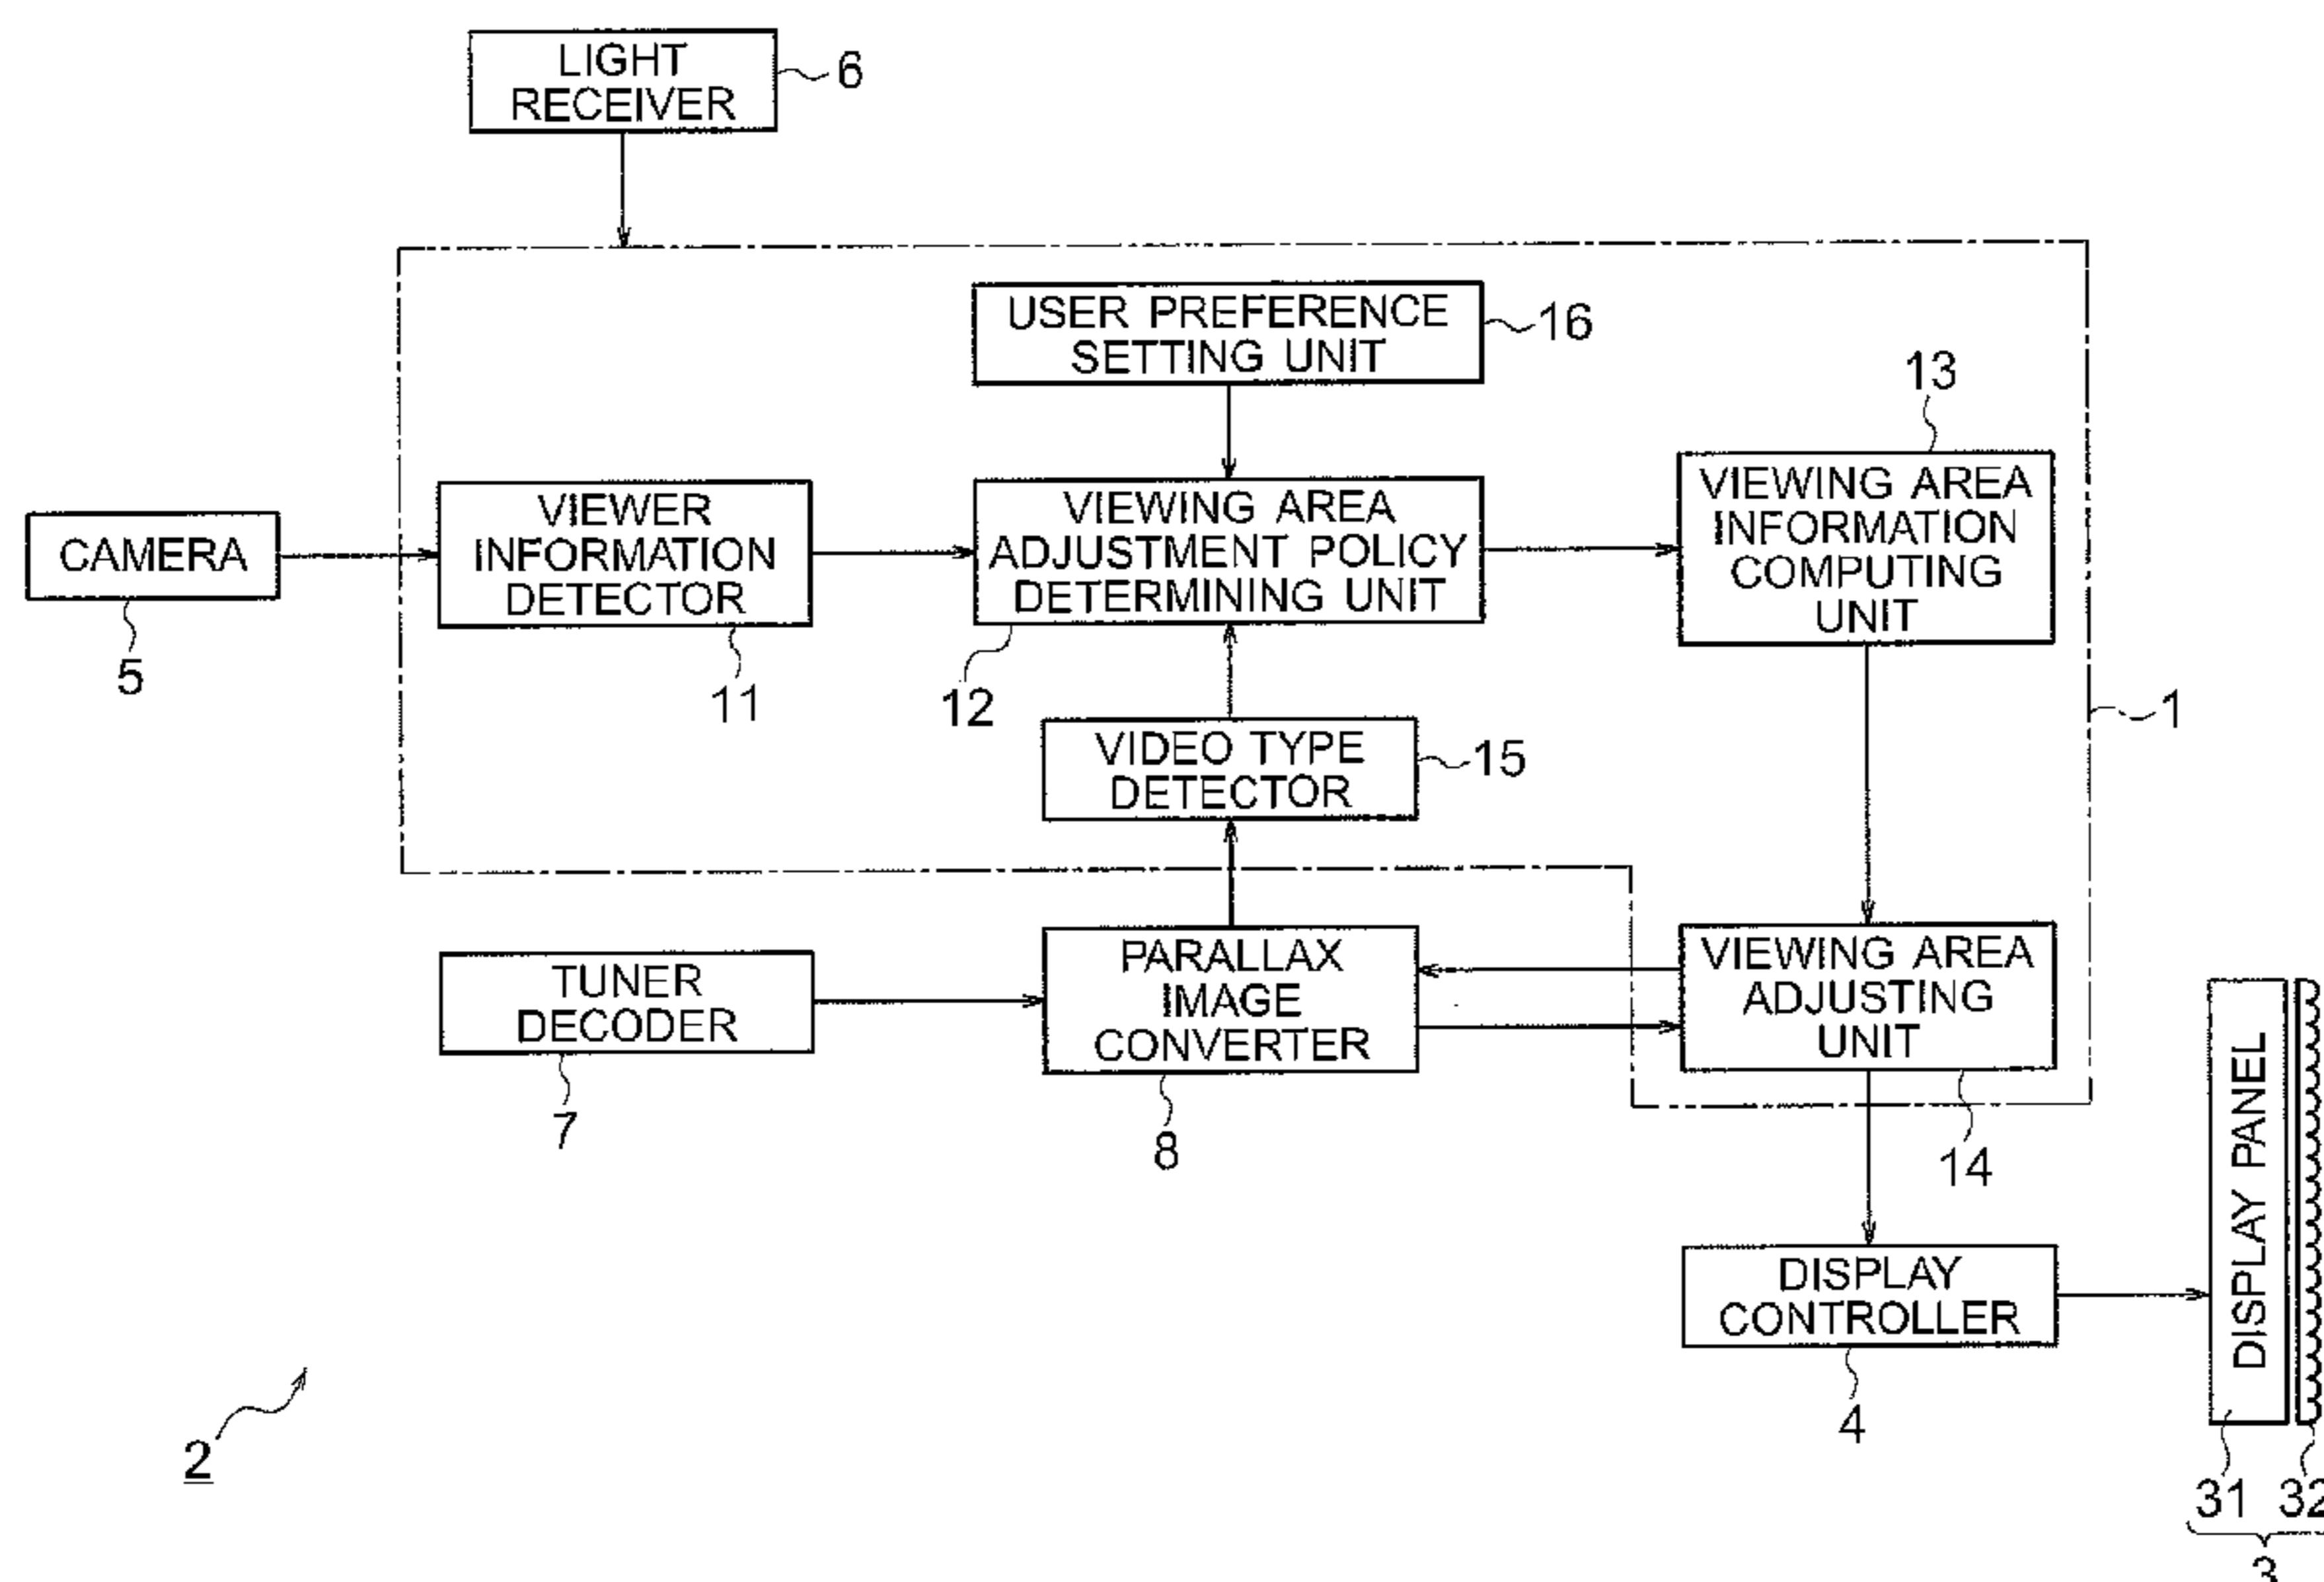 LIGHT
RECEIVER
6
USER PREFERENCE
SETTING UNIT
16
13
VIEWING AREA
INFORMATION
COMPUTING
UNIT
VIEWING AREA
ADJUSTMENT POLICY
DETERMINING UNIT
12
VIEWER
INFORMATION
DETECTOR
11
CAMERA
5
1
VIDEO TYPE
DETECTOR
15
TUNER
DECODER
7
PARALLAX
IMAGE
CONVERTER
8
VIEWING AREA
ADJUSTING
UNIT
14
DISPLAY PANEL
DISPLAY
CONTROLLER
4
2
31 32
3